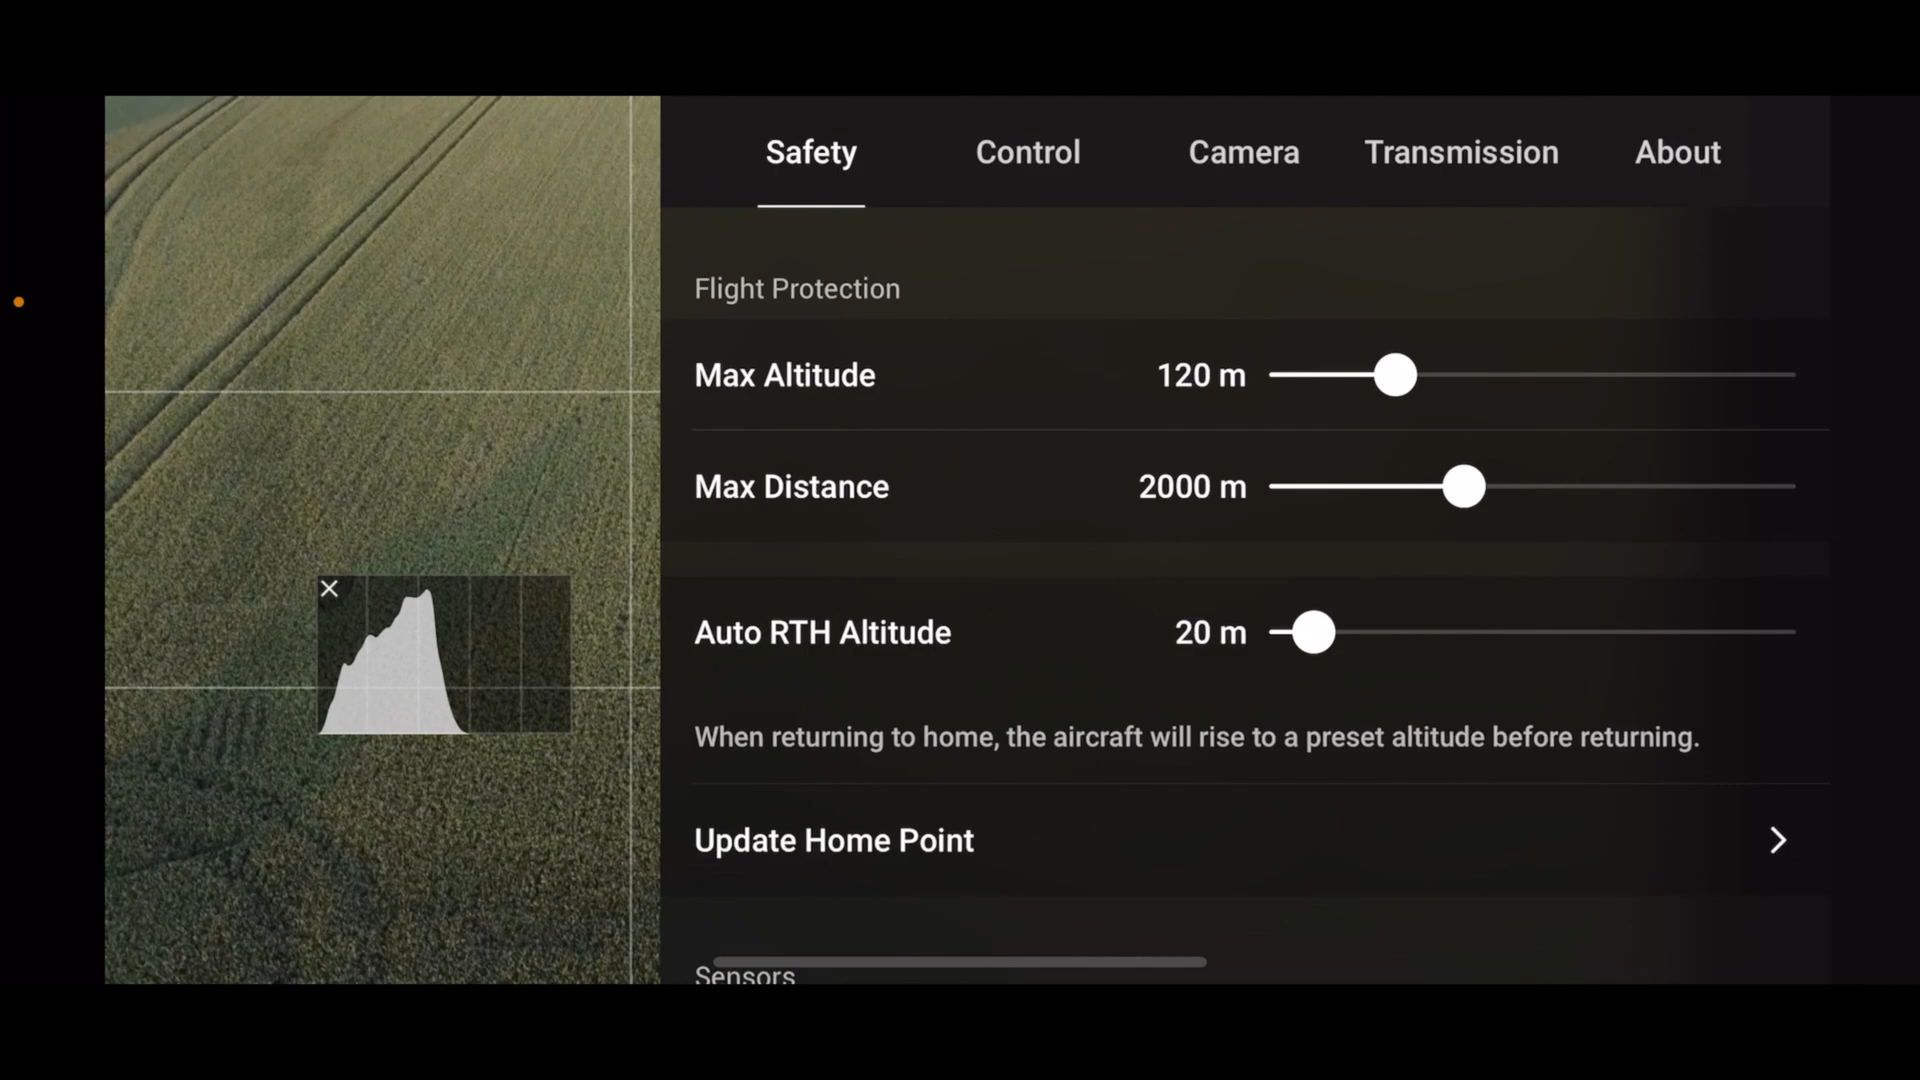 Safety Control Camera Transmission About
Flight Protection
Max Altitude 120 m
Max Distance 2000 m
Auto RTH Altitude 20 m
When returning to home, the aircraft will rise to a preset altitude before returning.
Update Home Point
Sensors